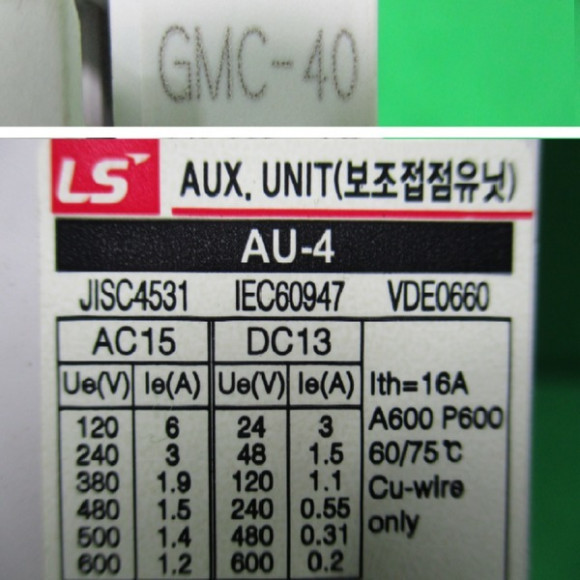 GMC-40
LS AUX. UNIT(보조접점유닛)
AU-4
JISC4531 IEC60947 VDE0660
AC15 DC13
Ue(V) Ie(A) Ue(V) Ie(A) Ith=16A
120 6 24 3 A600 P600
240 3 48 1.5 60/75℃
380 1.9 120 1.1 Cu-wire
480 1.5 240 0.55 only
500 1.4 480 0.31
600 1.2 600 0.2